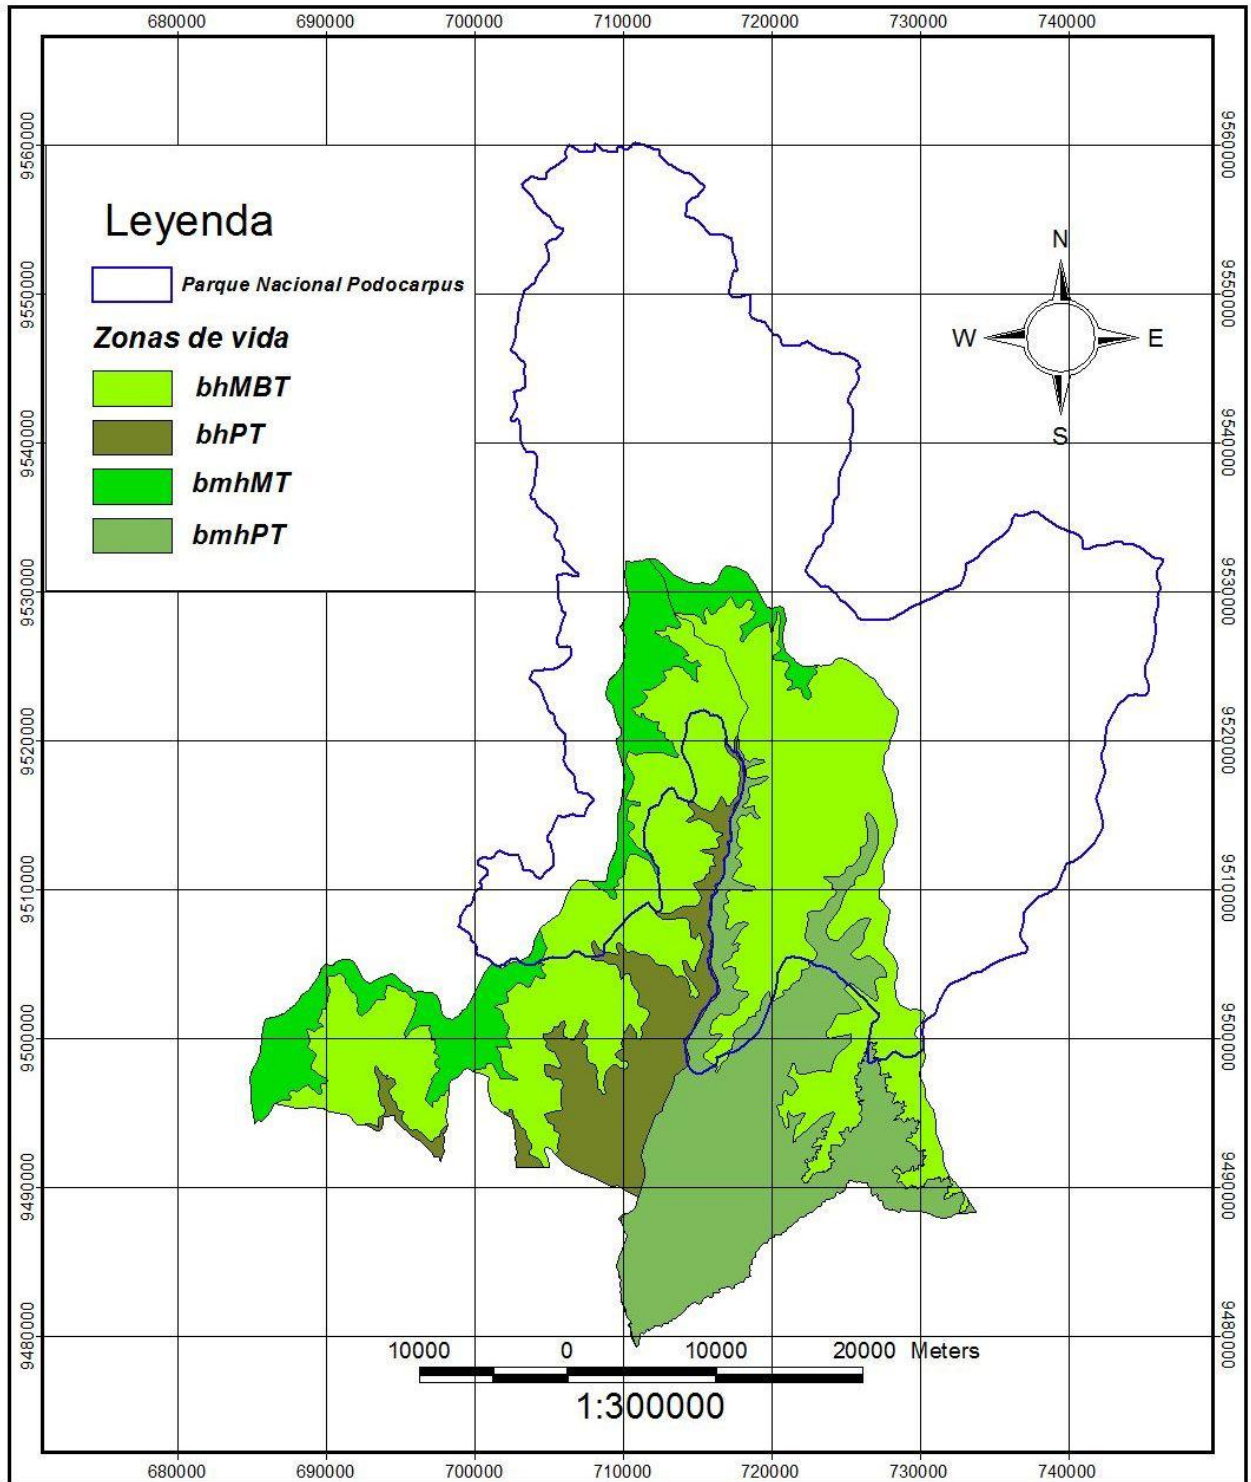 680000 690000 700000 710000 720000 730000 740000
9560000 9560000
Leyenda
Parque Nacional Podocarpus
Zonas de vida
bhMBT
bhPT
bmhMT
bmhPT
N
W E
S
9550000 9550000
9540000 9540000
9530000 9530000
9520000 9520000
9510000 9510000
9500000 9500000
9490000 9490000
9480000 9480000
10000 0 10000 20000 Meters
1:300000
680000 690000 700000 710000 720000 730000 740000